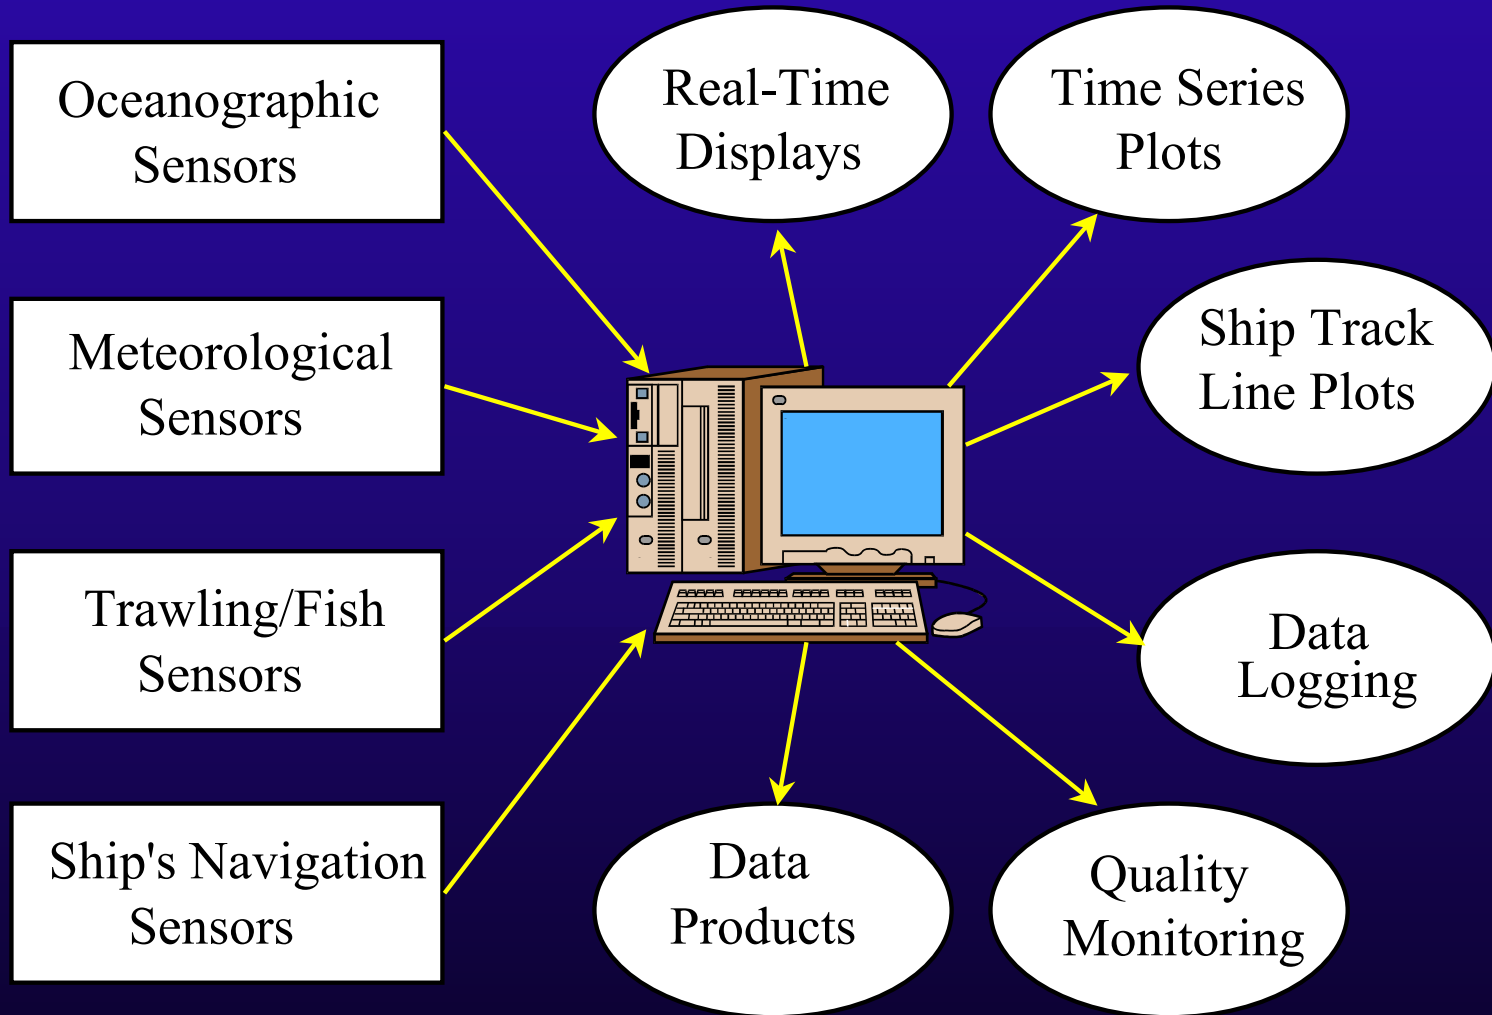 Oceanographic
Sensors
Meteorological
Sensors
Trawling/Fish
Sensors
Ship's Navigation
Sensors
Real-Time
Displays
Time Series
Plots
Ship Track
Line Plots
Data
Logging
Quality
Monitoring
Data
Products